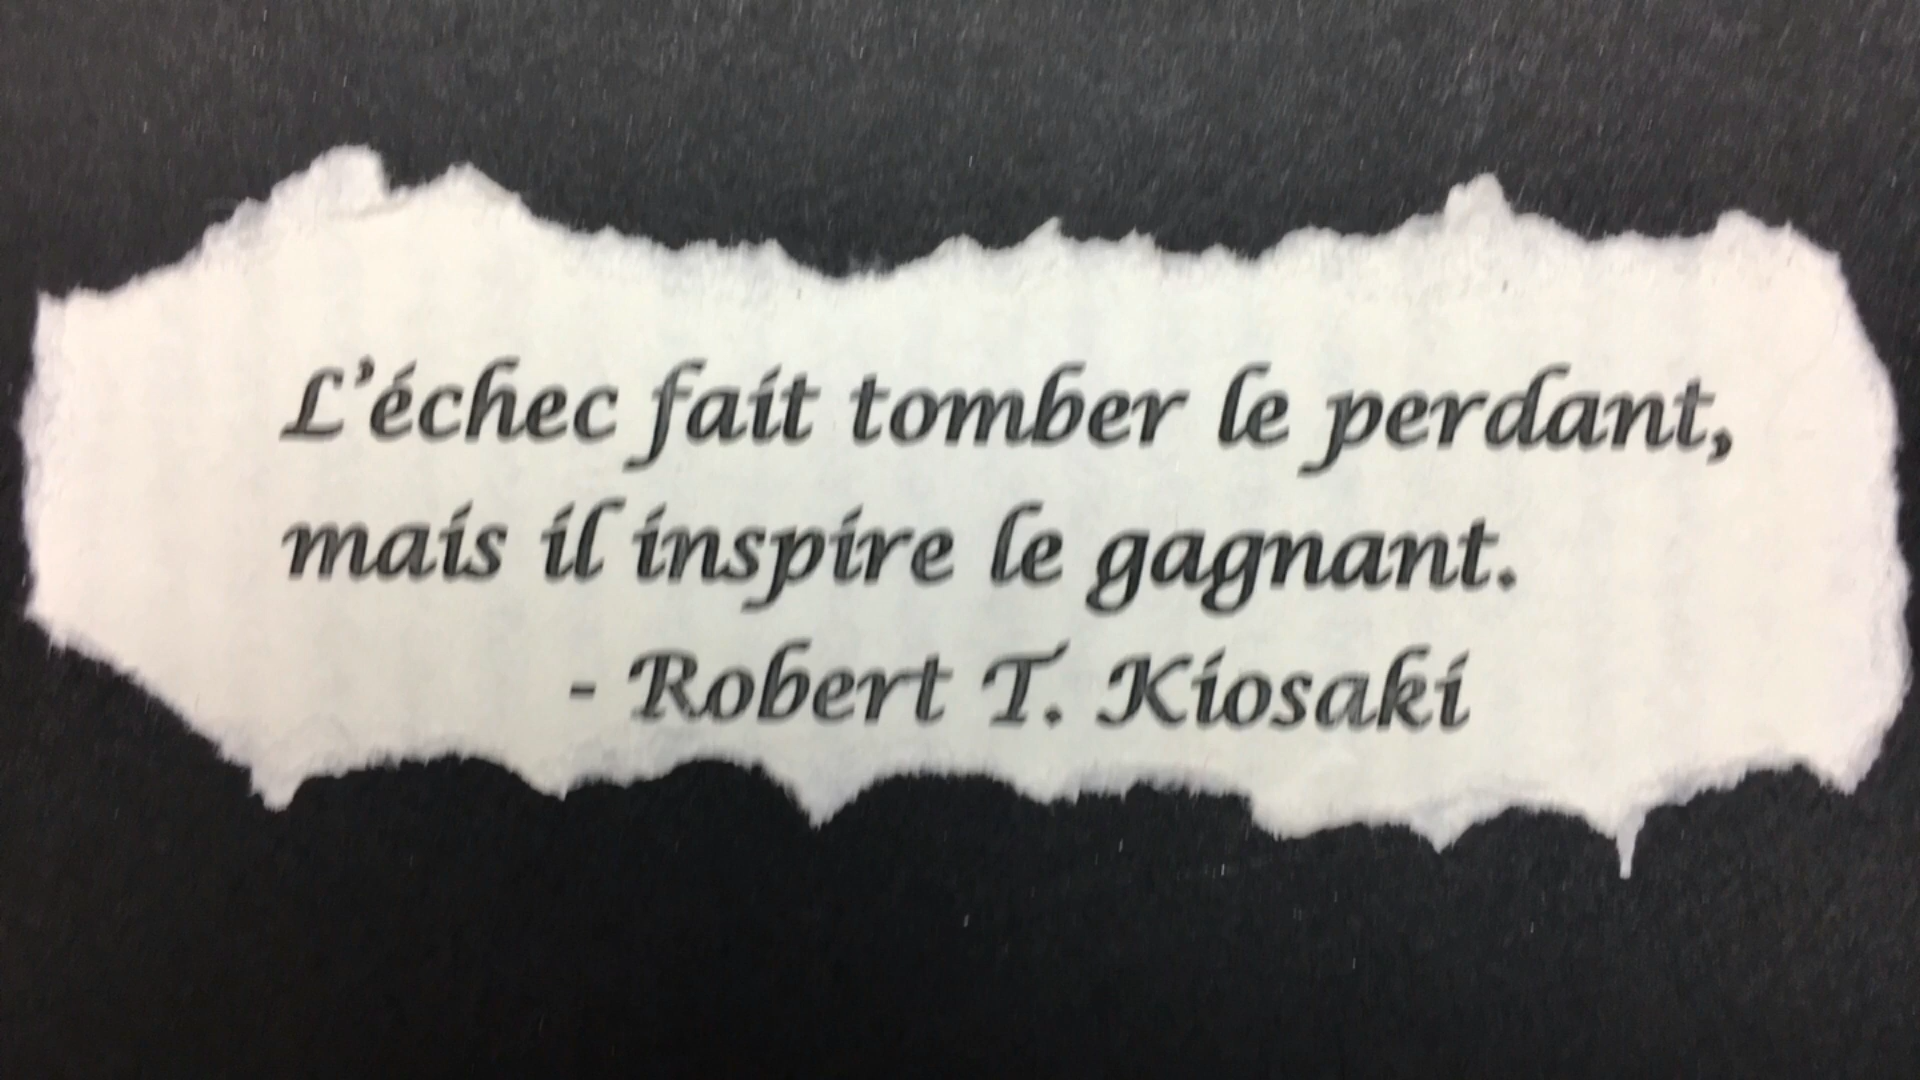 L'échec fait tomber le perdant,
mais il inspire le gagnant.
- Robert T. Kiosaki